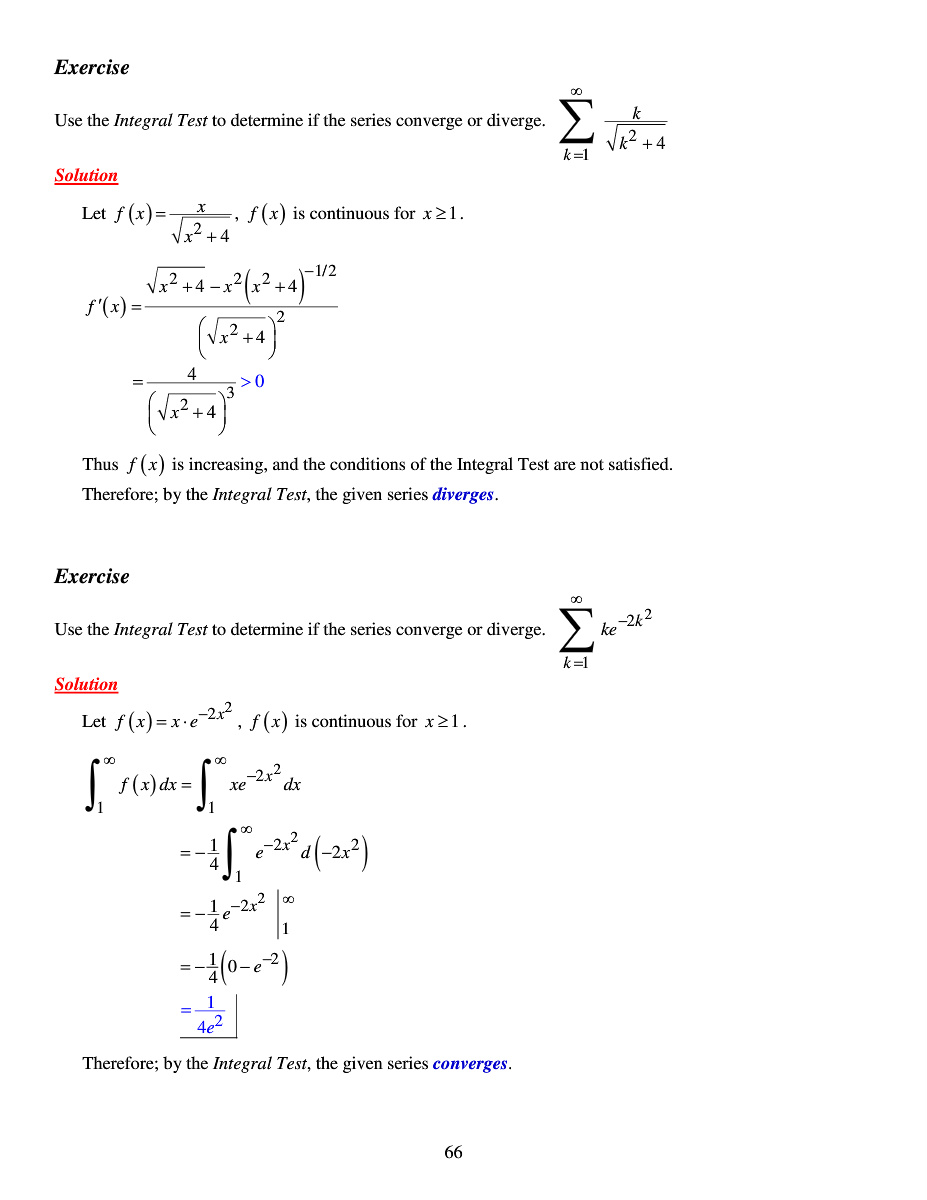 Exercise
Use the Integral Test to determine if the series converge or diverge. $\sum_{k=1}^{\infty} \frac{k}{\sqrt{k^2+4}}$
Solution
Let $f(x) = \frac{x}{\sqrt{x^2+4}}$, $f(x)$ is continuous for $x \geq 1$.
$f'(x) = \frac{\sqrt{x^2+4} - x^2\left(x^2+4\right)^{-1/2}}{\left(\sqrt{x^2+4}\right)^2}$
$= \frac{4}{\left(\sqrt{x^2+4}\right)^3} > 0$
Thus $f(x)$ is increasing, and the conditions of the Integral Test are not satisfied.
Therefore; by the Integral Test, the given series diverges.
Exercise
Use the Integral Test to determine if the series converge or diverge. $\sum_{k=1}^{\infty} ke^{-2k^2}$
Solution
Let $f(x) = x \cdot e^{-2x^2}$, $f(x)$ is continuous for $x \geq 1$.
$\int_1^{\infty} f(x)\,dx = \int_1^{\infty} xe^{-2x^2}\,dx$
$= -\frac{1}{4}\int_1^{\infty} e^{-2x^2}\,d\left(-2x^2\right)$
$= -\frac{1}{4}e^{-2x^2}\Big|_1^{\infty}$
$= -\frac{1}{4}\left(0 - e^{-2}\right)$
$= \frac{1}{4e^2}$
Therefore; by the Integral Test, the given series converges.
66